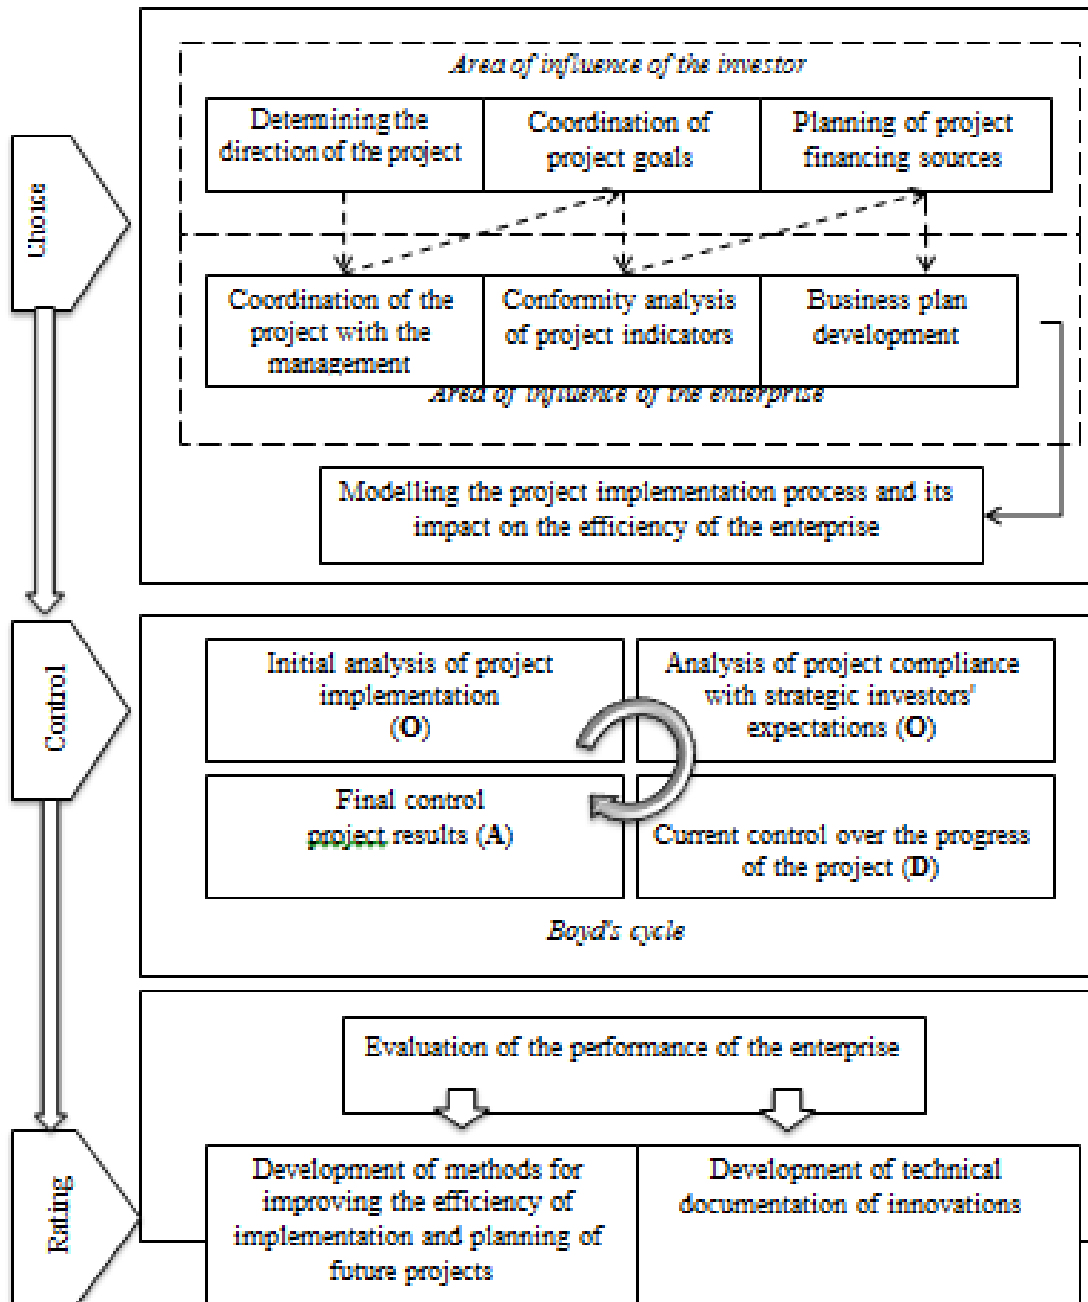 Choice
Area of influence of the investor
Determining the
direction of the project
Coordination of
project goals
Planning of project
financing sources
Coordination of the
project with the
management
Conformity analysis
of project indicators
Business plan
development
Area of influence of the enterprise
Modelling the project implementation process and its
impact on the efficiency of the enterprise
Control
Initial analysis of project
implementation
(O)
Analysis of project compliance
with strategic investors'
expectations (O)
Final control
project results (A)
Current control over the progress
of the project (D)
Boyd's cycle
Rating
Evaluation of the performance of the enterprise
Development of methods for
improving the efficiency of
implementation and planning of
future projects
Development of technical
documentation of innovations